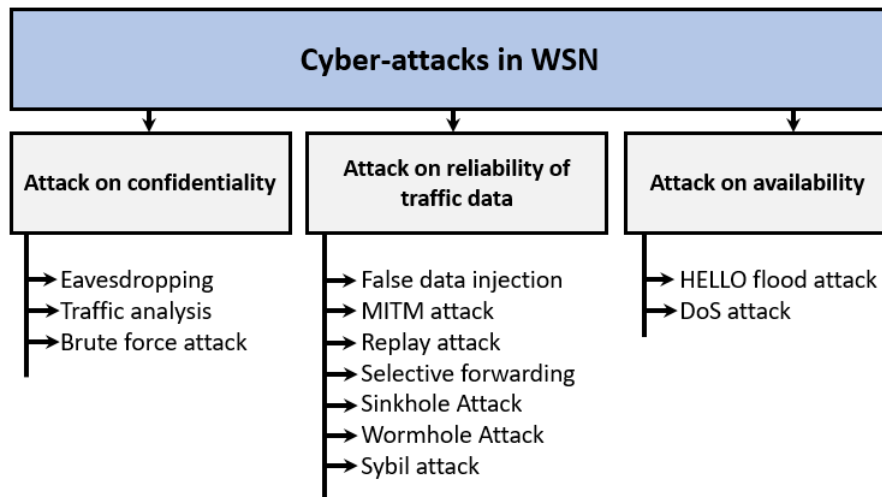 Cyber-attacks in WSN
Attack on confidentiality
Eavesdropping
Traffic analysis
Brute force attack
Attack on reliability of
traffic data
False data injection
MITM attack
Replay attack
Selective forwarding
Sinkhole Attack
Wormhole Attack
Sybil attack
Attack on availability
HELLO flood attack
DoS attack